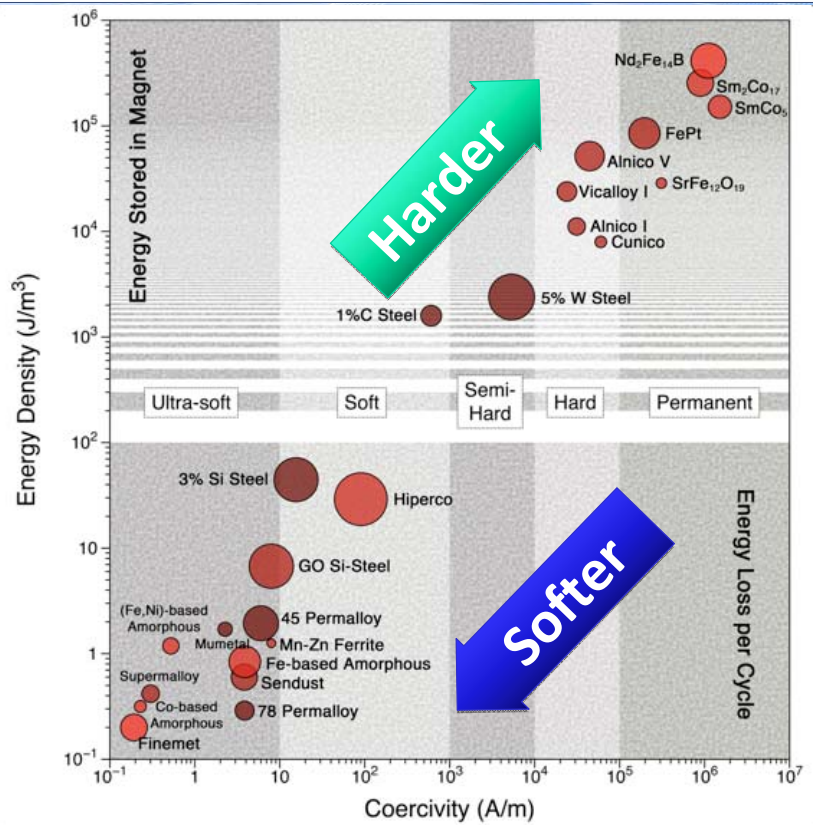 10⁶
10⁵
10⁴
10³
10²
10
1
10⁻¹
Energy Density (J/m³)
Energy Stored in Magnet
Harder
Nd₂Fe₁₄B
Sm₂Co₁₇
SmCo₅
FePt
Alnico V
SrFe₁₂O₁₉
Vicalloy I
Alnico I
Cunico
5% W Steel
1%C Steel
Ultra-soft
Soft
Semi-
Hard
Hard
Permanent
3% Si Steel
Hiperco
GO Si-Steel
(Fe,Ni)-based
Amorphous
45 Permalloy
Mumetal
Mn-Zn Ferrite
Fe-based Amorphous
Supermalloy
Sendust
Co-based
Amorphous
78 Permalloy
Finemet
Softer
Energy Loss per Cycle
10⁻¹
1
10
10²
10³
10⁴
10⁵
10⁶
10⁷
Coercivity (A/m)